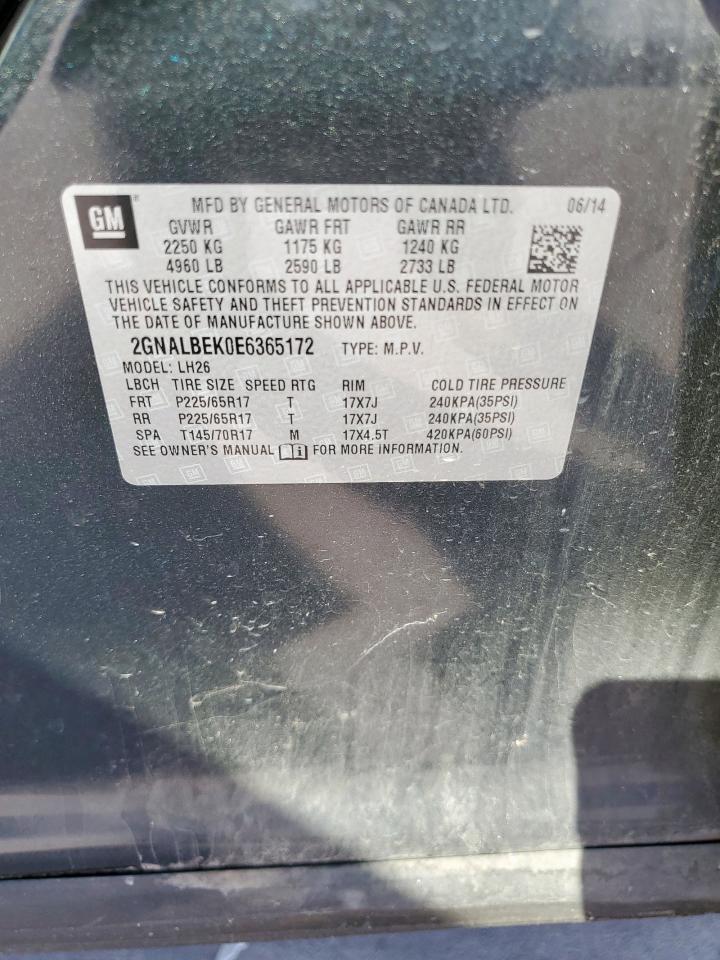 GM ® MFD BY GENERAL MOTORS OF CANADA LTD. 06/14
GVWR GAWR FRT GAWR RR
2250 KG 1175 KG 1240 KG
4960 LB 2590 LB 2733 LB
THIS VEHICLE CONFORMS TO ALL APPLICABLE U.S. FEDERAL MOTOR
VEHICLE SAFETY AND THEFT PREVENTION STANDARDS IN EFFECT ON
THE DATE OF MANUFACTURE SHOWN ABOVE.
2GNALBEK0E6365172 TYPE: M.P.V.
MODEL: LH26
LBCH TIRE SIZE SPEED RTG RIM COLD TIRE PRESSURE
FRT P225/65R17 T 17X7J 240KPA(35PSI)
RR P225/65R17 T 17X7J 240KPA(35PSI)
SPA T145/70R17 M 17X4.5T 420KPA(60PSI)
SEE OWNER'S MANUAL i FOR MORE INFORMATION.